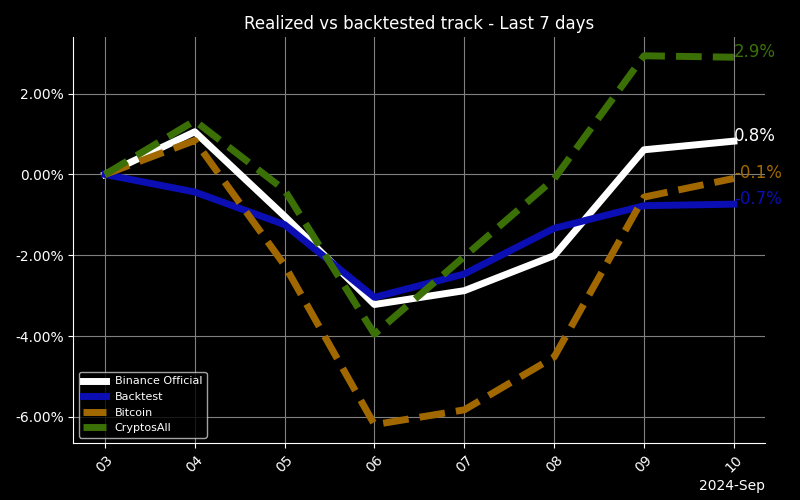 Realized vs backtested track - Last 7 days
2.00%
0.00%
-2.00%
-4.00%
-6.00%
2.9%
0.8%
-0.1%
-0.7%
Binance Official
Backtest
Bitcoin
CryptosAll
03
04
05
06
07
08
09
10
2024-Sep